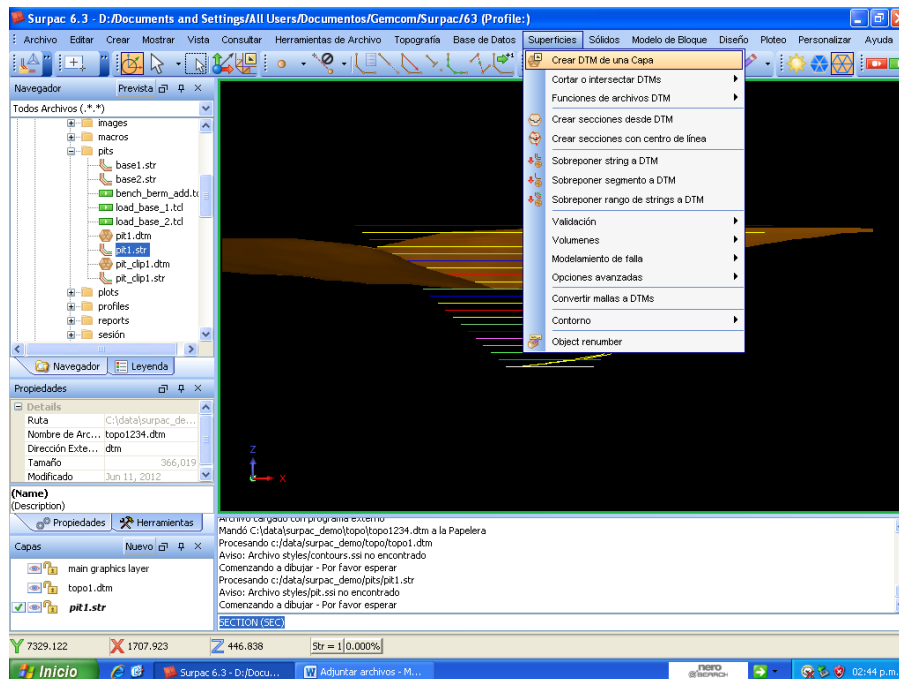 Surpac 6.3 - D:/Documents and Settings/All Users/Documentos/Gemcom/Surpac/63 (Profile:)
Archivo Editar Crear Mostrar Vista Consultar Herramientas de Archivo Topografía Base de Datos Superficies Sólidos Modelo de Bloque Diseño Ploteo Personalizar Ayuda
Navegador Prevista
Todos Archivos (.*.*)
images
macros
pits
base1.str
base2.str
bench_berm_add.tc
load_base_1.tcl
load_base_2.tcl
pit1.dtm
pit1.str
pit_clip1.dtm
pit_clip1.str
plots
profiles
reports
sesión
Navegador Leyenda
Crear DTM de una Capa
Cortar o intersectar DTMs
Funciones de archivos DTM
Crear secciones desde DTM
Crear secciones con centro de línea
Sobreponer string a DTM
Sobreponer segmento a DTM
Sobreponer rango de strings a DTM
Validación
Volumenes
Modelamiento de falla
Opciones avanzadas
Convertir mallas a DTMs
Contorno
Object renumber
Z
X
Propiedades
Details
Ruta C:\data\surpac_de...
Nombre de Arc... topo1234.dtm
Dirección Exte... dtm
Tamaño 366,019
Modificado Jun 11, 2012
(Name)
(Description)
Propiedades Herramientas
Capas Nuevo
main graphics layer
topo1.dtm
pit1.str
Archivo cargado con programa externo
Mandó C:\data\surpac_demo\topo\topo1234.dtm a la Papelera
Procesando c:/data/surpac_demo/topo/topo1.dtm
Aviso: Archivo styles/contours.ssi no encontrado
Comenzando a dibujar - Por favor esperar
Procesando c:/data/surpac_demo/pits/pit1.str
Aviso: Archivo styles/pit.ssi no encontrado
Comenzando a dibujar - Por favor esperar
SECTION (SEC)
Y 7329.122 X 1707.923 Z 446.838 Str = 1 0.000%
Inicio Surpac 6.3 - D:/Docu... Adjuntar archivos - M... nero SEARCH 02:44 p.m.